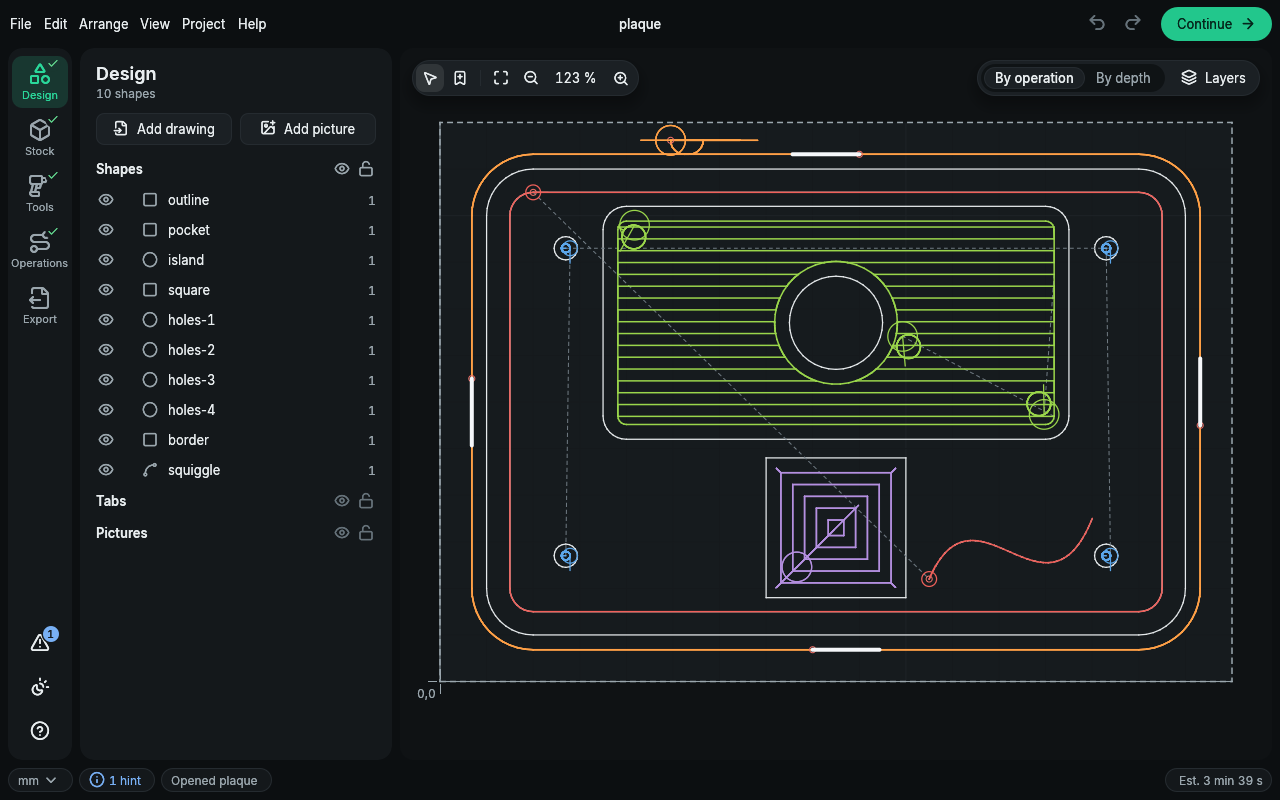 File Edit Arrange View Project Help
plaque
Continue
Design
Stock
Tools
Operations
Export
1
Design
10 shapes
Add drawing
Add picture
Shapes
outline 1
pocket 1
island 1
square 1
holes-1 1
holes-2 1
holes-3 1
holes-4 1
border 1
squiggle 1
Tabs
Pictures
123 %
By operation
By depth
Layers
0,0
mm
1 hint
Opened plaque
Est. 3 min 39 s